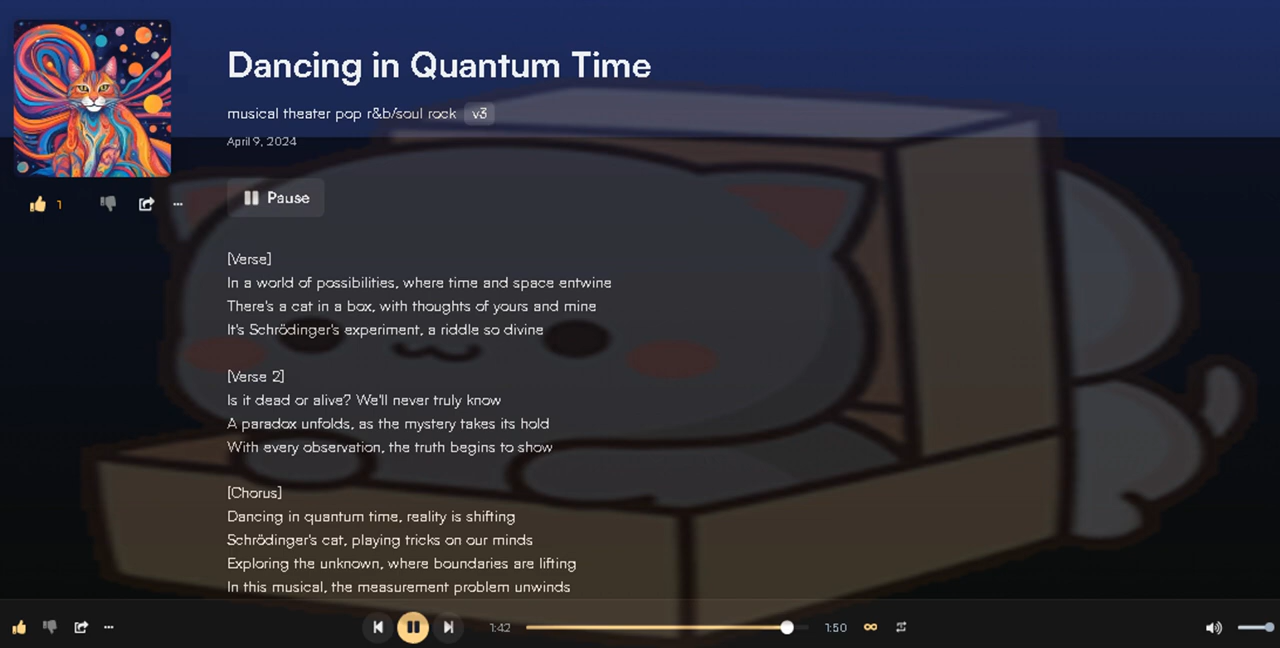 Dancing in Quantum Time
musical theater pop r&b/soul rock v3
April 9, 2024
1
Pause
[Verse]
In a world of possibilities, where time and space entwine
There's a cat in a box, with thoughts of yours and mine
It's Schrödinger's experiment, a riddle so divine
[Verse 2]
Is it dead or alive? We'll never truly know
A paradox unfolds, as the mystery takes its hold
With every observation, the truth begins to show
[Chorus]
Dancing in quantum time, reality is shifting
Schrödinger's cat, playing tricks on our minds
Exploring the unknown, where boundaries are lifting
In this musical, the measurement problem unwinds
1:42 1:50